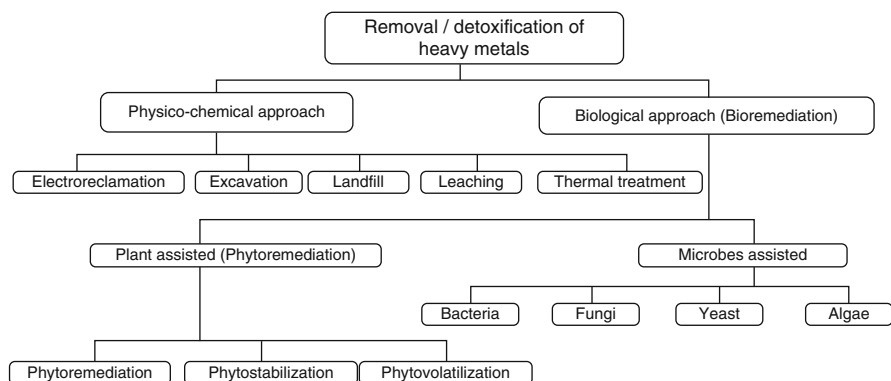 Removal / detoxification of
heavy metals
Physico-chemical approach
Biological approach (Bioremediation)
Electroreclamation
Excavation
Landfill
Leaching
Thermal treatment
Plant assisted (Phytoremediation)
Microbes assisted
Bacteria
Fungi
Yeast
Algae
Phytoremediation
Phytostabilization
Phytovolatilization